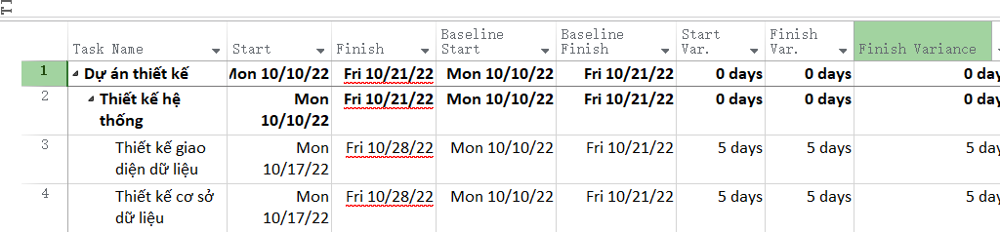 Task Name Start Finish Baseline Start Baseline Finish Start Var. Finish Var. Finish Variance
1 Dự án thiết kế Mon 10/10/22 Fri 10/21/22 Mon 10/10/22 Fri 10/21/22 0 days 0 days 0 day
2 Thiết kế hệ thống Mon 10/10/22 Fri 10/21/22 Mon 10/10/22 Fri 10/21/22 0 days 0 days 0 day
3 Thiết kế giao diện dữ liệu Mon 10/17/22 Fri 10/28/22 Mon 10/10/22 Fri 10/21/22 5 days 5 days 5 day
4 Thiết kế cơ sở dữ liệu Mon 10/17/22 Fri 10/28/22 Mon 10/10/22 Fri 10/21/22 5 days 5 days 5 day